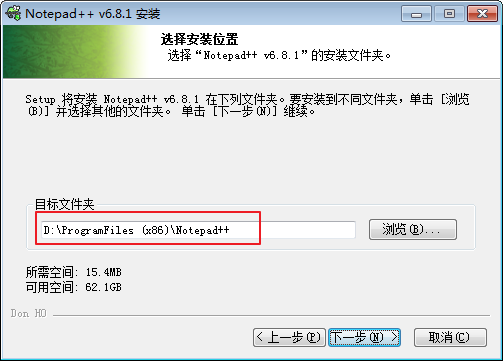 Notepad++ v6.8.1 安装
选择安装位置
选择“Notepad++ v6.8.1”的安装文件夹。
Setup 将安装 Notepad++ v6.8.1 在下列文件夹。要安装到不同文件夹，单击 [浏览
(B)] 并选择其他的文件夹。 单击 [下一步(N)] 继续。
目标文件夹
D:\ProgramFiles (x86)\Notepad++
浏览(B)...
所需空间: 15.4MB
可用空间: 62.1GB
Don HO
< 上一步(P)
下一步(N) >
取消(C)